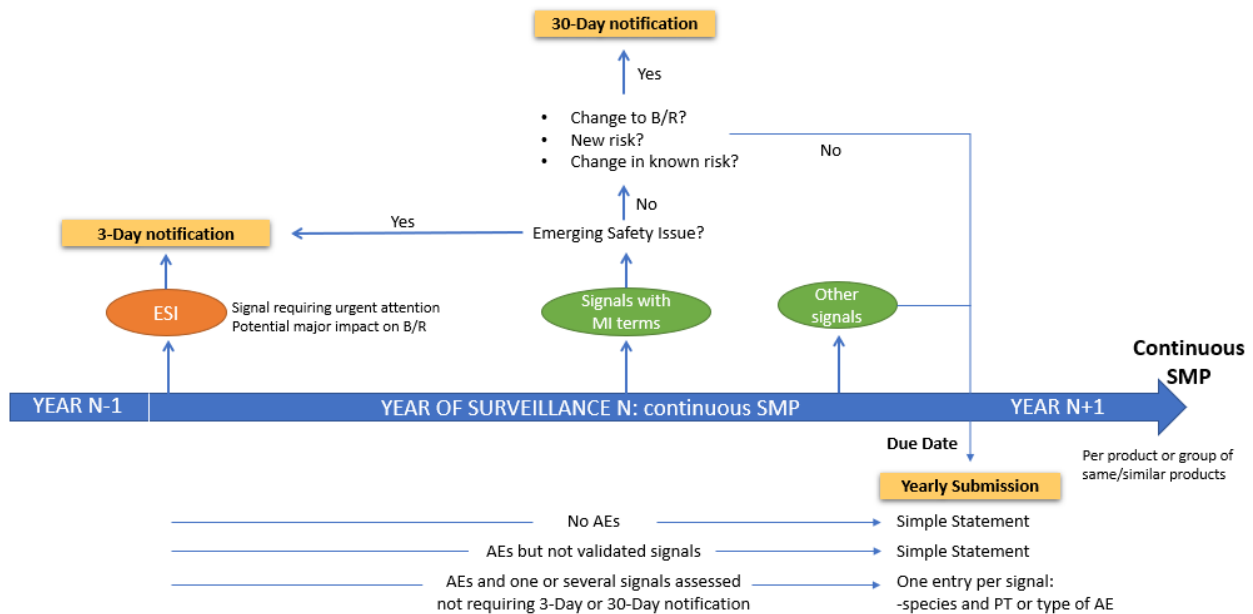 30-Day notification
Yes
• Change to B/R?
• New risk?
• Change in known risk?
No
No
Yes
3-Day notification
Emerging Safety Issue?
ESI
Signal requiring urgent attention
Potential major impact on B/R
Signals with
MI terms
Other
signals
Continuous
SMP
YEAR N-1
YEAR OF SURVEILLANCE N: continuous SMP
YEAR N+1
Due Date
Per product or group of
same/similar products
Yearly Submission
No AEs
Simple Statement
AEs but not validated signals
Simple Statement
AEs and one or several signals assessed
not requiring 3-Day or 30-Day notification
One entry per signal:
-species and PT or type of AE